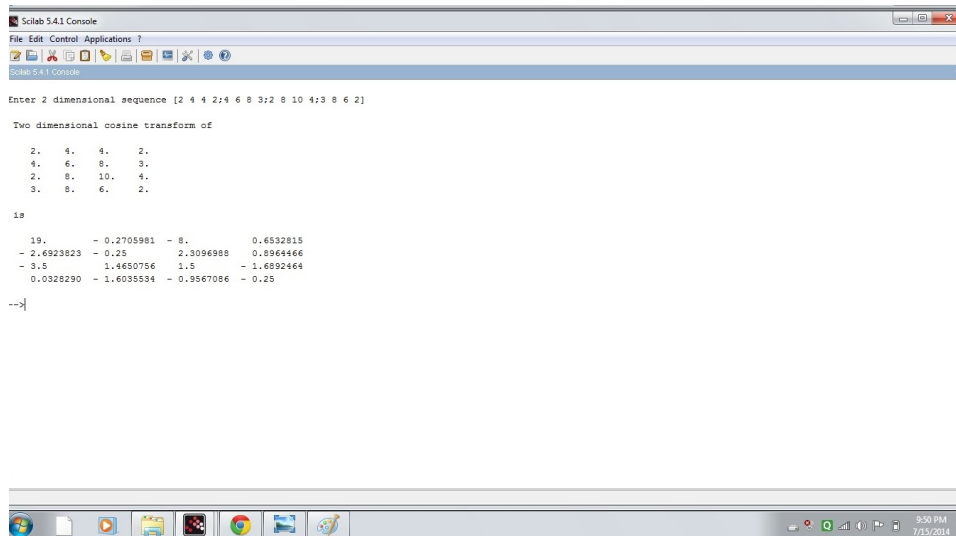 Scilab 5.4.1 Console
File Edit Control Applications ?
Scilab 5.4.1 Console
Enter 2 dimensional sequence [2 4 4 2;4 6 8 3;2 8 10 4;3 8 6 2]
Two dimensional cosine transform of
2. 4. 4. 2.
4. 6. 8. 3.
2. 8. 10. 4.
3. 8. 6. 2.
is
19. - 0.2705981 - 8. 0.6532815
- 2.6923823 - 0.25 2.3096988 0.8964466
- 3.5 1.4650756 1.5 - 1.6892464
0.0328290 - 1.6035534 - 0.9567086 - 0.25
-->
9:50 PM
7/15/2014